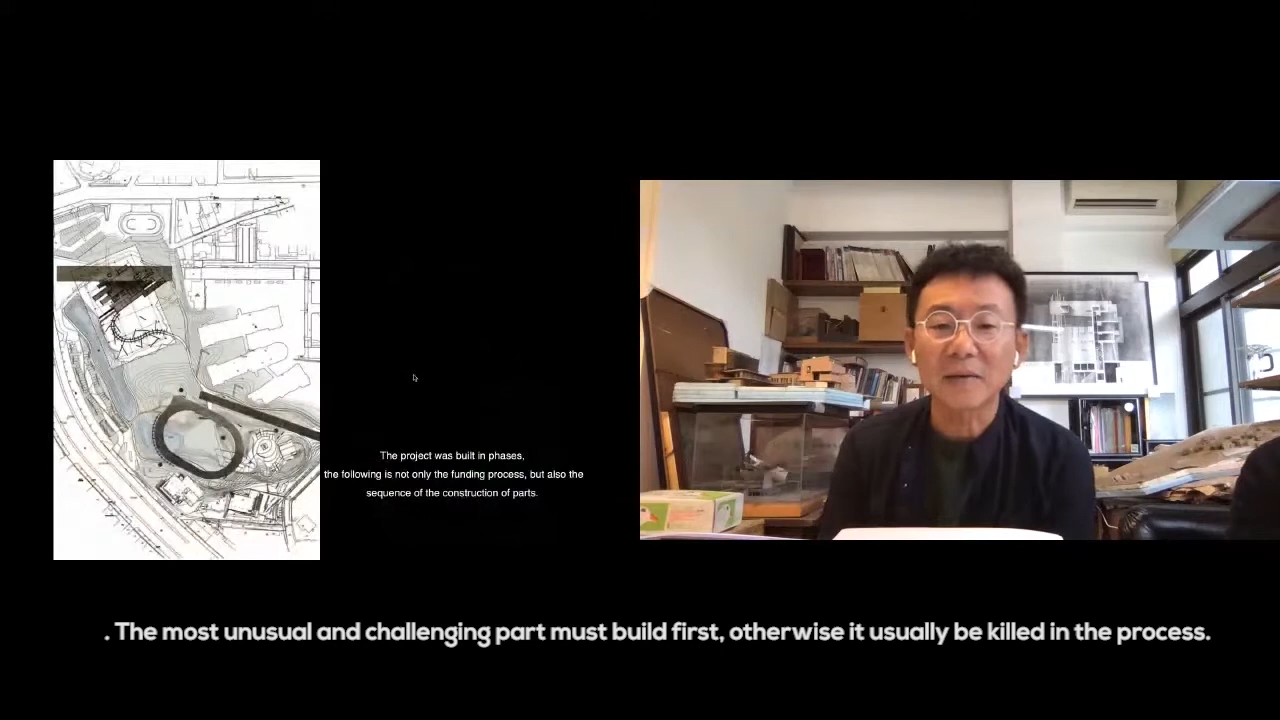 The project was built in phases,
the following is not only the funding process, but also the
sequence of the construction of parts.
. The most unusual and challenging part must build first, otherwise it usually be killed in the process.